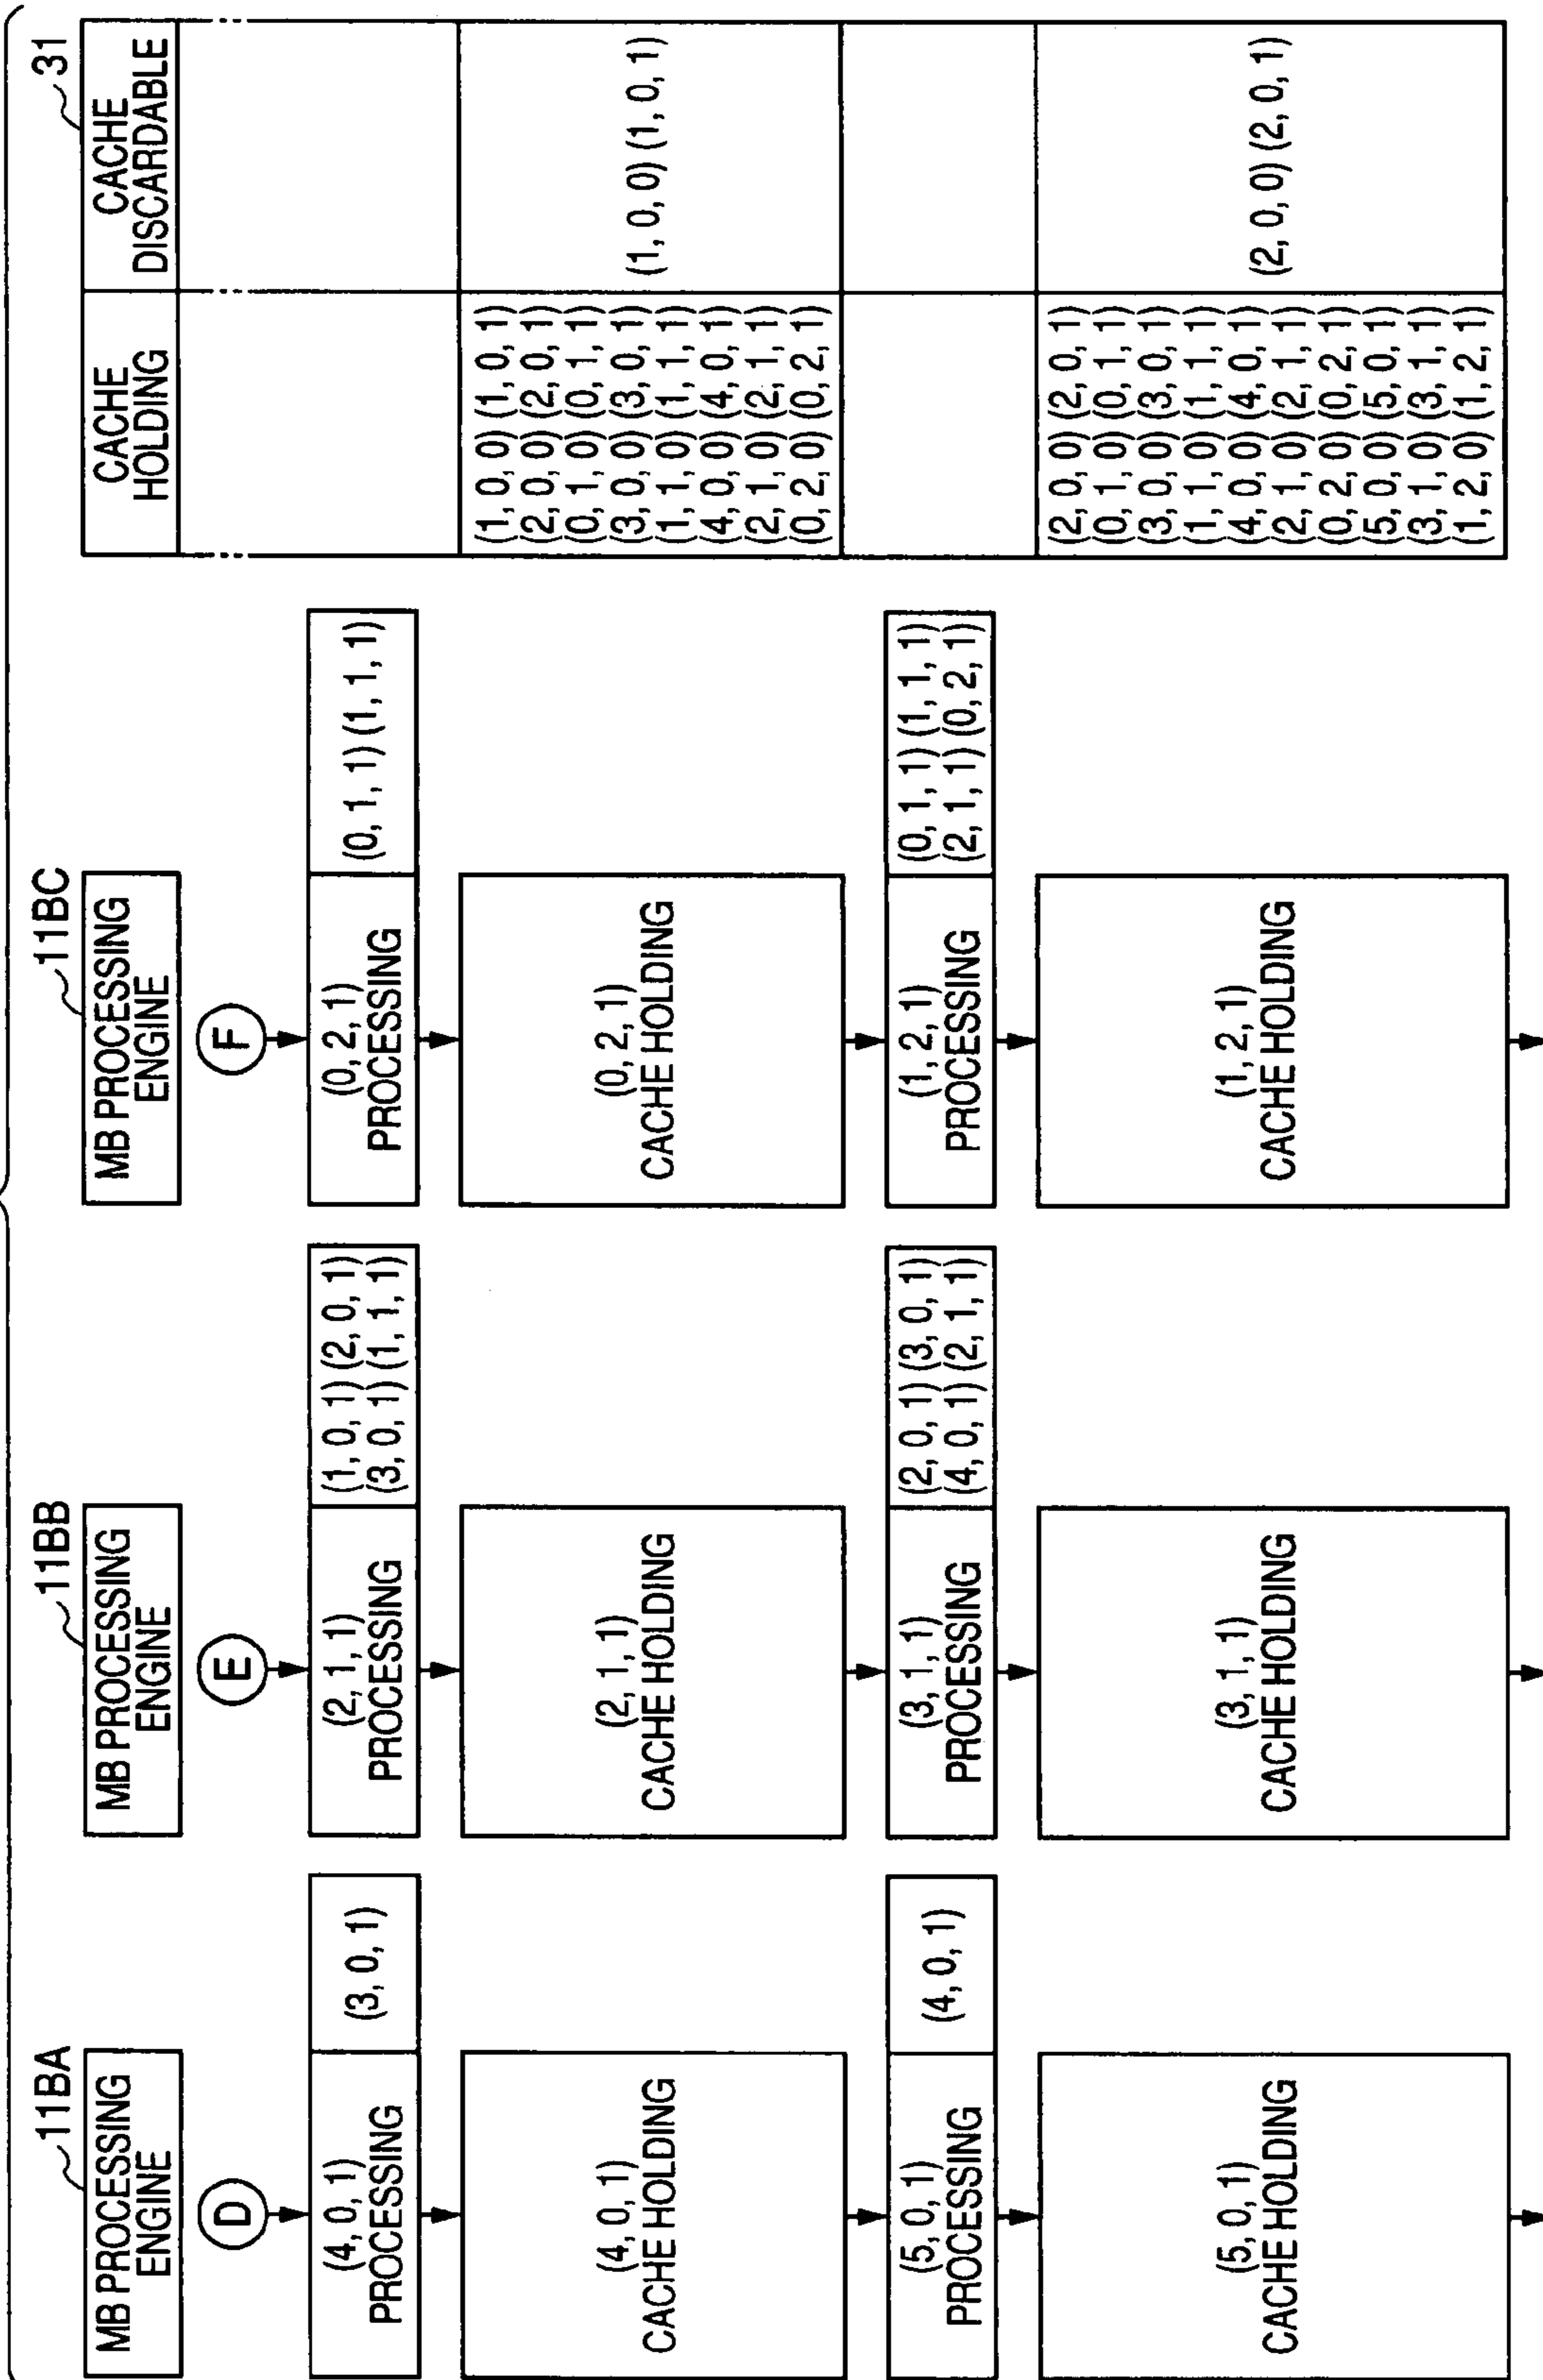 11BA
MB PROCESSING
ENGINE
11BB
MB PROCESSING
ENGINE
11BC
MB PROCESSING
ENGINE
31
CACHE
HOLDING
CACHE
DISCARDABLE
D
E
F
(4, 0, 1)
PROCESSING
(3, 0, 1)
(2, 1, 1)
PROCESSING
(1, 0, 1) (2, 0, 1)
(3, 0, 1) (1, 1, 1)
(0, 2, 1)
PROCESSING
(0, 1, 1) (1, 1, 1)
(4, 0, 1)
CACHE HOLDING
(2, 1, 1)
CACHE HOLDING
(0, 2, 1)
CACHE HOLDING
(1, 0, 0) (1, 0, 1)
(2, 0, 0) (2, 0, 1)
(0, 1, 0) (0, 1, 1)
(3, 0, 0) (3, 0, 1)
(1, 1, 0) (1, 1, 1)
(4, 0, 0) (4, 0, 1)
(2, 1, 0) (2, 1, 1)
(0, 2, 0) (0, 2, 1)
(1, 0, 0) (1, 0, 1)
(5, 0, 1)
PROCESSING
(4, 0, 1)
(3, 1, 1)
PROCESSING
(2, 0, 1) (3, 0, 1)
(4, 0, 1) (2, 1, 1)
(1, 2, 1)
PROCESSING
(0, 1, 1) (1, 1, 1)
(2, 1, 1) (0, 2, 1)
(5, 0, 1)
CACHE HOLDING
(3, 1, 1)
CACHE HOLDING
(1, 2, 1)
CACHE HOLDING
(2, 0, 0) (2, 0, 1)
(0, 1, 0) (0, 1, 1)
(3, 0, 0) (3, 0, 1)
(1, 1, 0) (1, 1, 1)
(4, 0, 0) (4, 0, 1)
(2, 1, 0) (2, 1, 1)
(0, 2, 0) (0, 2, 1)
(5, 0, 0) (5, 0, 1)
(3, 1, 0) (3, 1, 1)
(1, 2, 0) (1, 2, 1)
(2, 0, 0) (2, 0, 1)